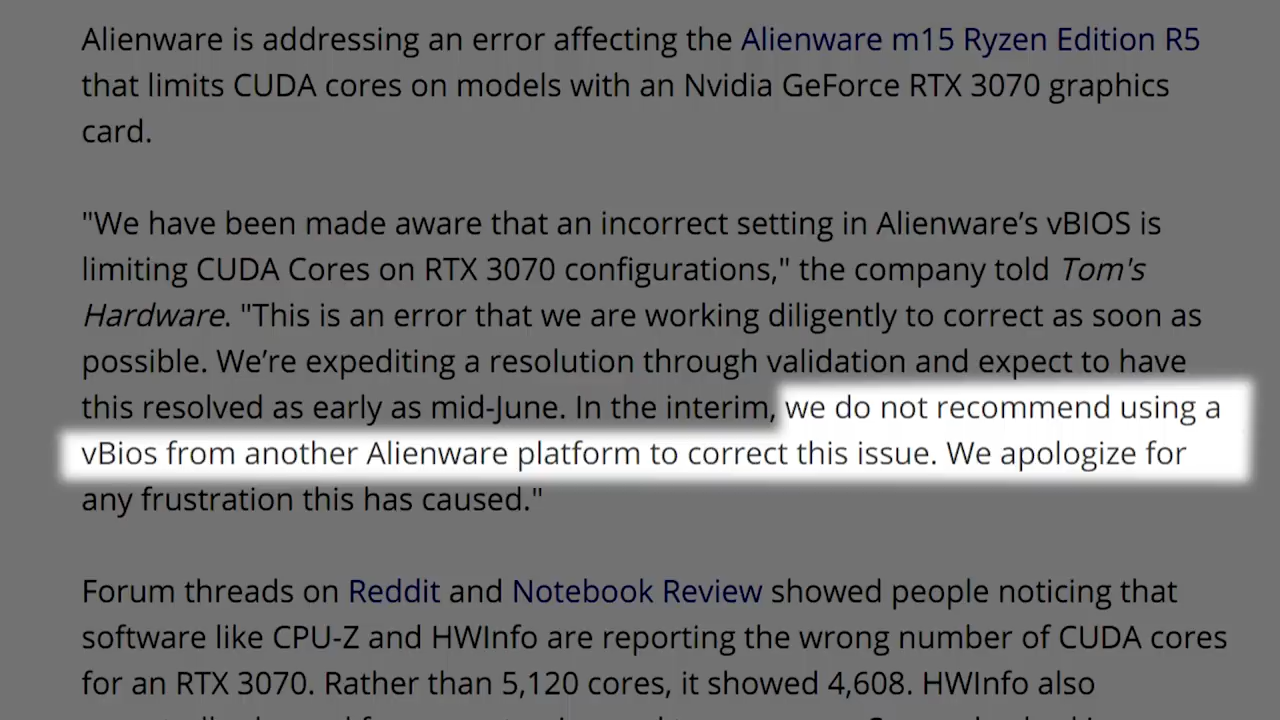 Alienware is addressing an error affecting the Alienware m15 Ryzen Edition R5
that limits CUDA cores on models with an Nvidia GeForce RTX 3070 graphics
card.
"We have been made aware that an incorrect setting in Alienware’s vBIOS is
limiting CUDA Cores on RTX 3070 configurations," the company told Tom's
Hardware. "This is an error that we are working diligently to correct as soon as
possible. We’re expediting a resolution through validation and expect to have
this resolved as early as mid-June. In the interim, we do not recommend using a
vBios from another Alienware platform to correct this issue. We apologize for
any frustration this has caused."
Forum threads on Reddit and Notebook Review showed people noticing that
software like CPU-Z and HWInfo are reporting the wrong number of CUDA cores
for an RTX 3070. Rather than 5,120 cores, it showed 4,608. HWInfo also